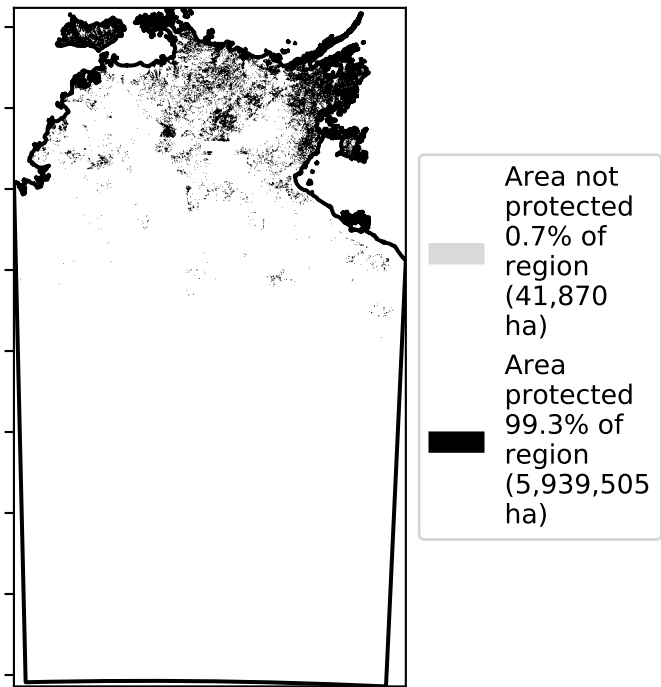 Area not
protected
0.7% of
region
(41,870
ha)
Area
protected
99.3% of
region
(5,939,505
ha)